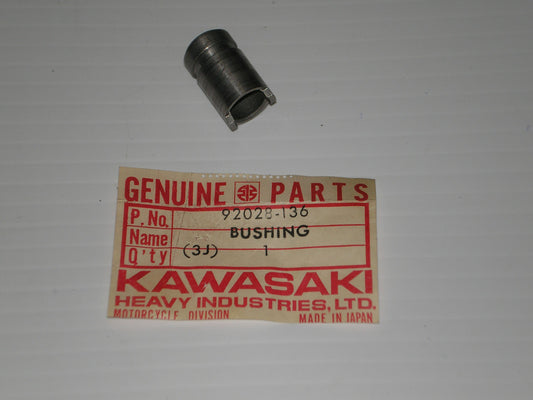 GENUINE PARTS
P. No. 92028-136
Name BUSHING
Q'ty (3J) 1
KAWASAKI
HEAVY INDUSTRIES, LTD.
MOTORCYCLE DIVISION MADE IN JAPAN